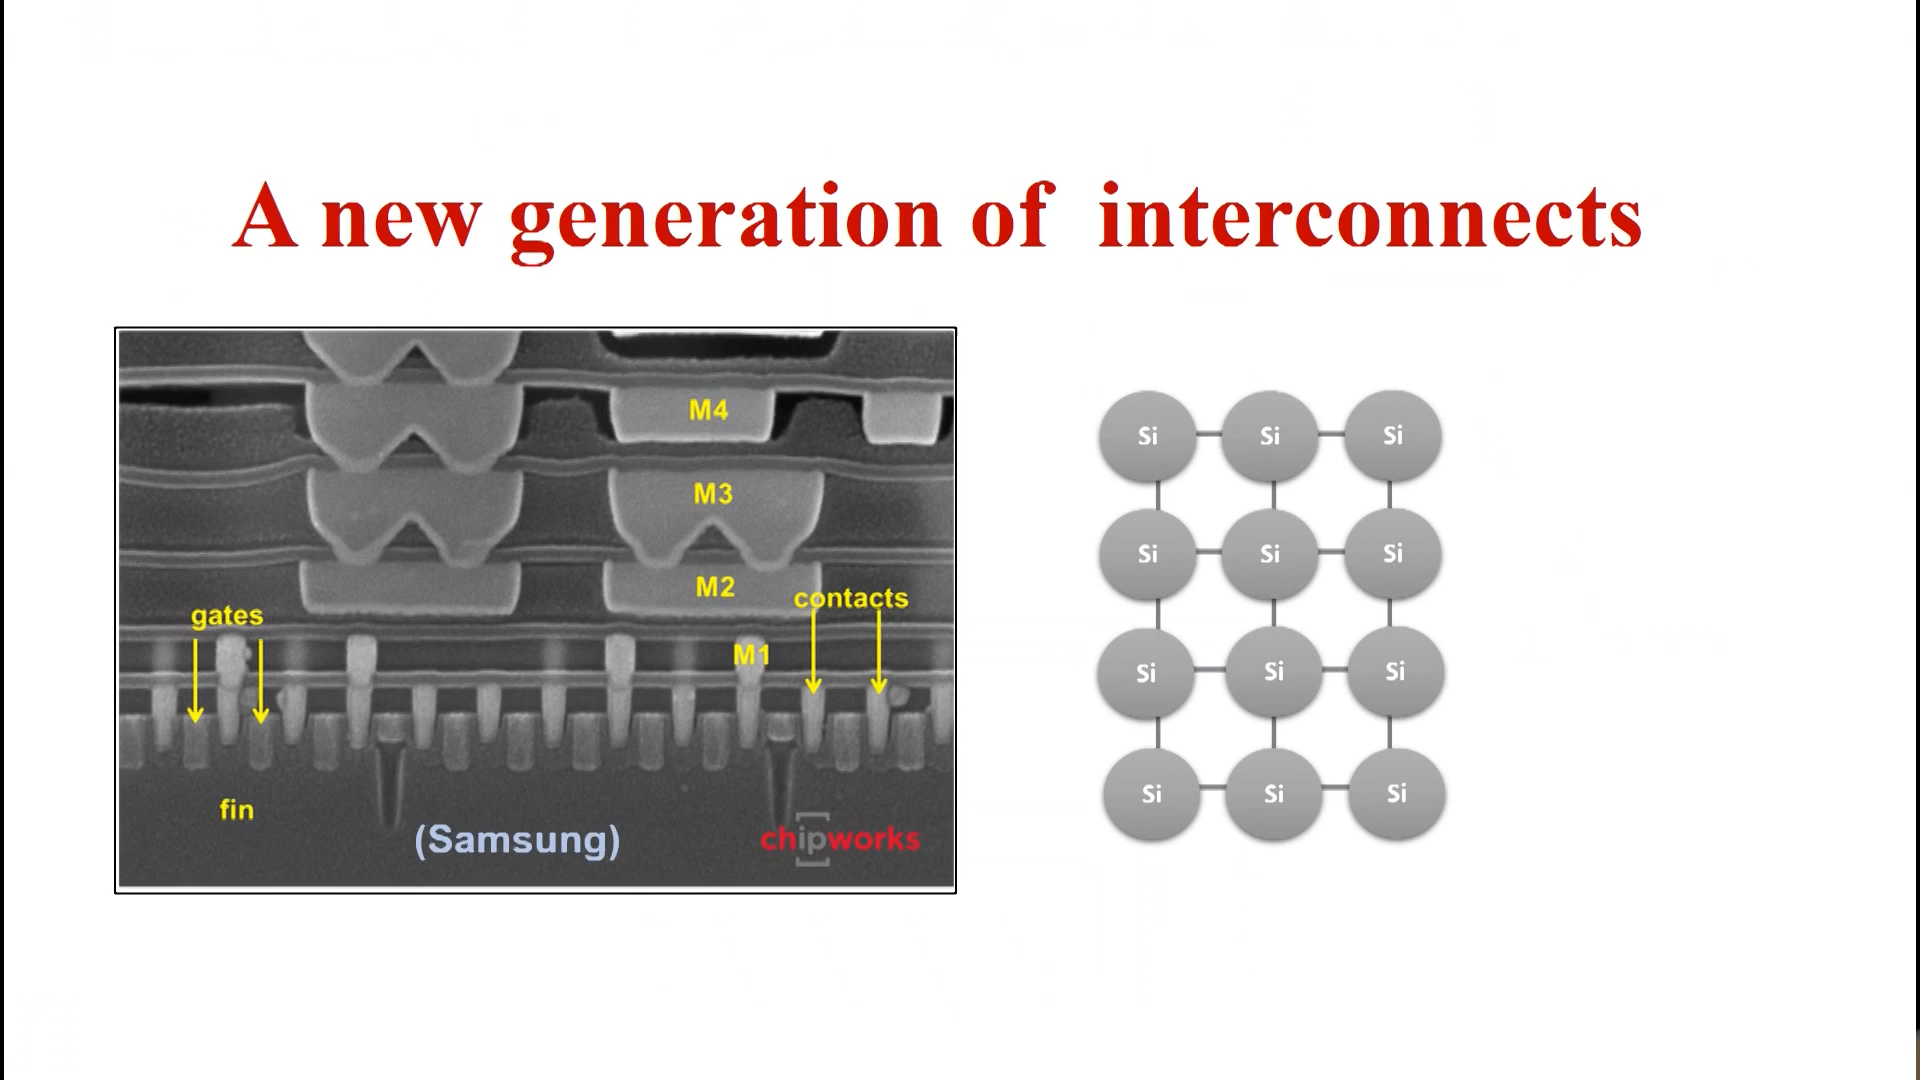 A new generation of interconnects
M4
M3
M2
contacts
gates
M1
fin
(Samsung)
chipworks
Si Si Si
Si Si Si
Si Si Si
Si Si Si